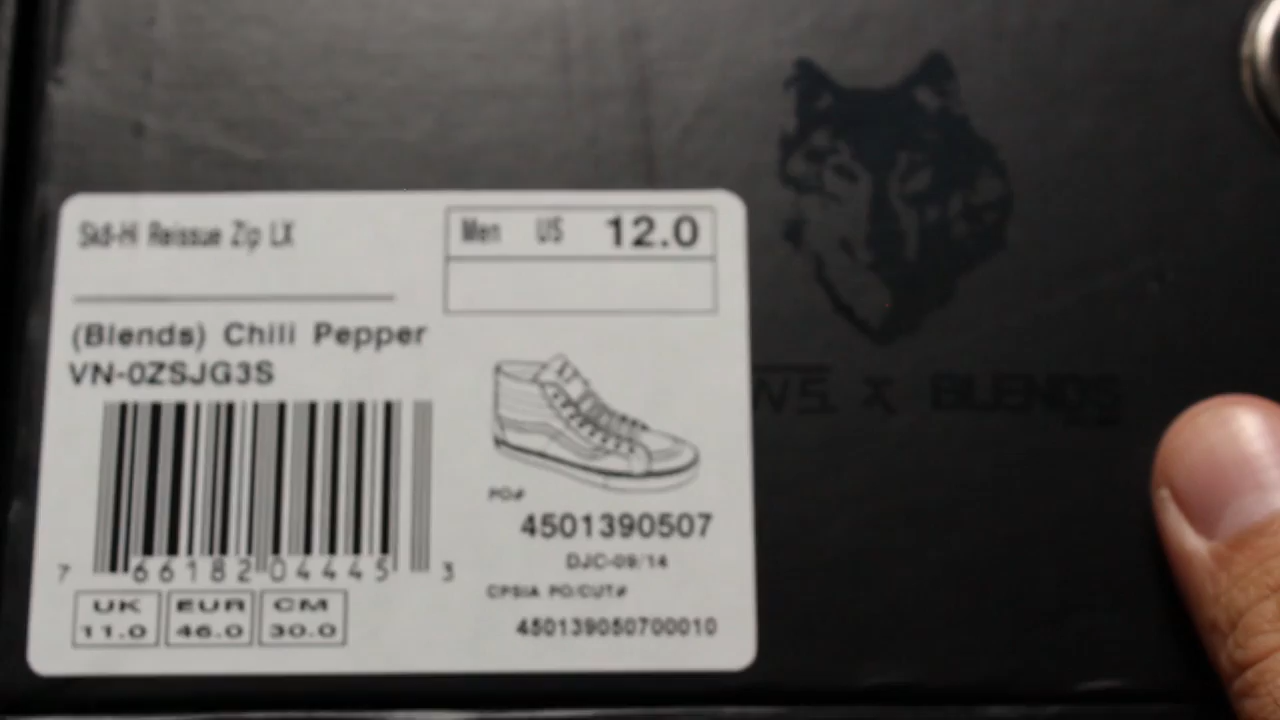 Sk8-Hi Reissue Zip LX
Men US 12.0
(Blends) Chili Pepper
VN-0ZSJG3S
PO#
4501390507
DJC-09/14
CPSIA PO/CUT#
450139050700010
7 66182 04445 3
UK EUR CM
11.0 46.0 30.0
X BLENDS